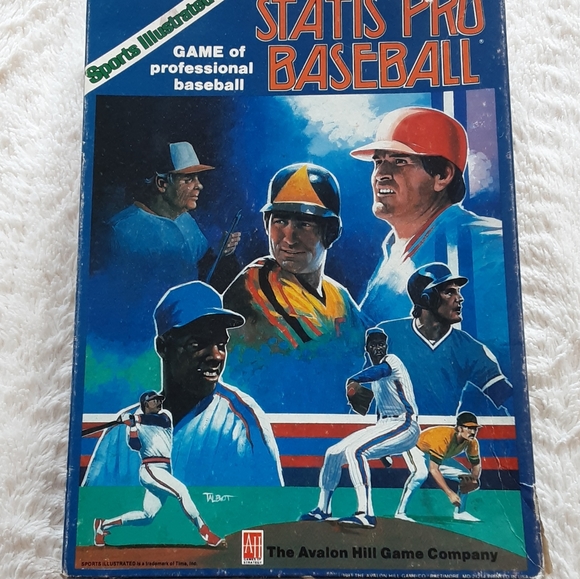 Sports Illustrated
STATIS PRO
BASEBALL®
GAME of
professional
baseball
TALBOT
AH
The Avalon Hill Game Company
SPORTS ILLUSTRATED is a trademark of Time, Inc.